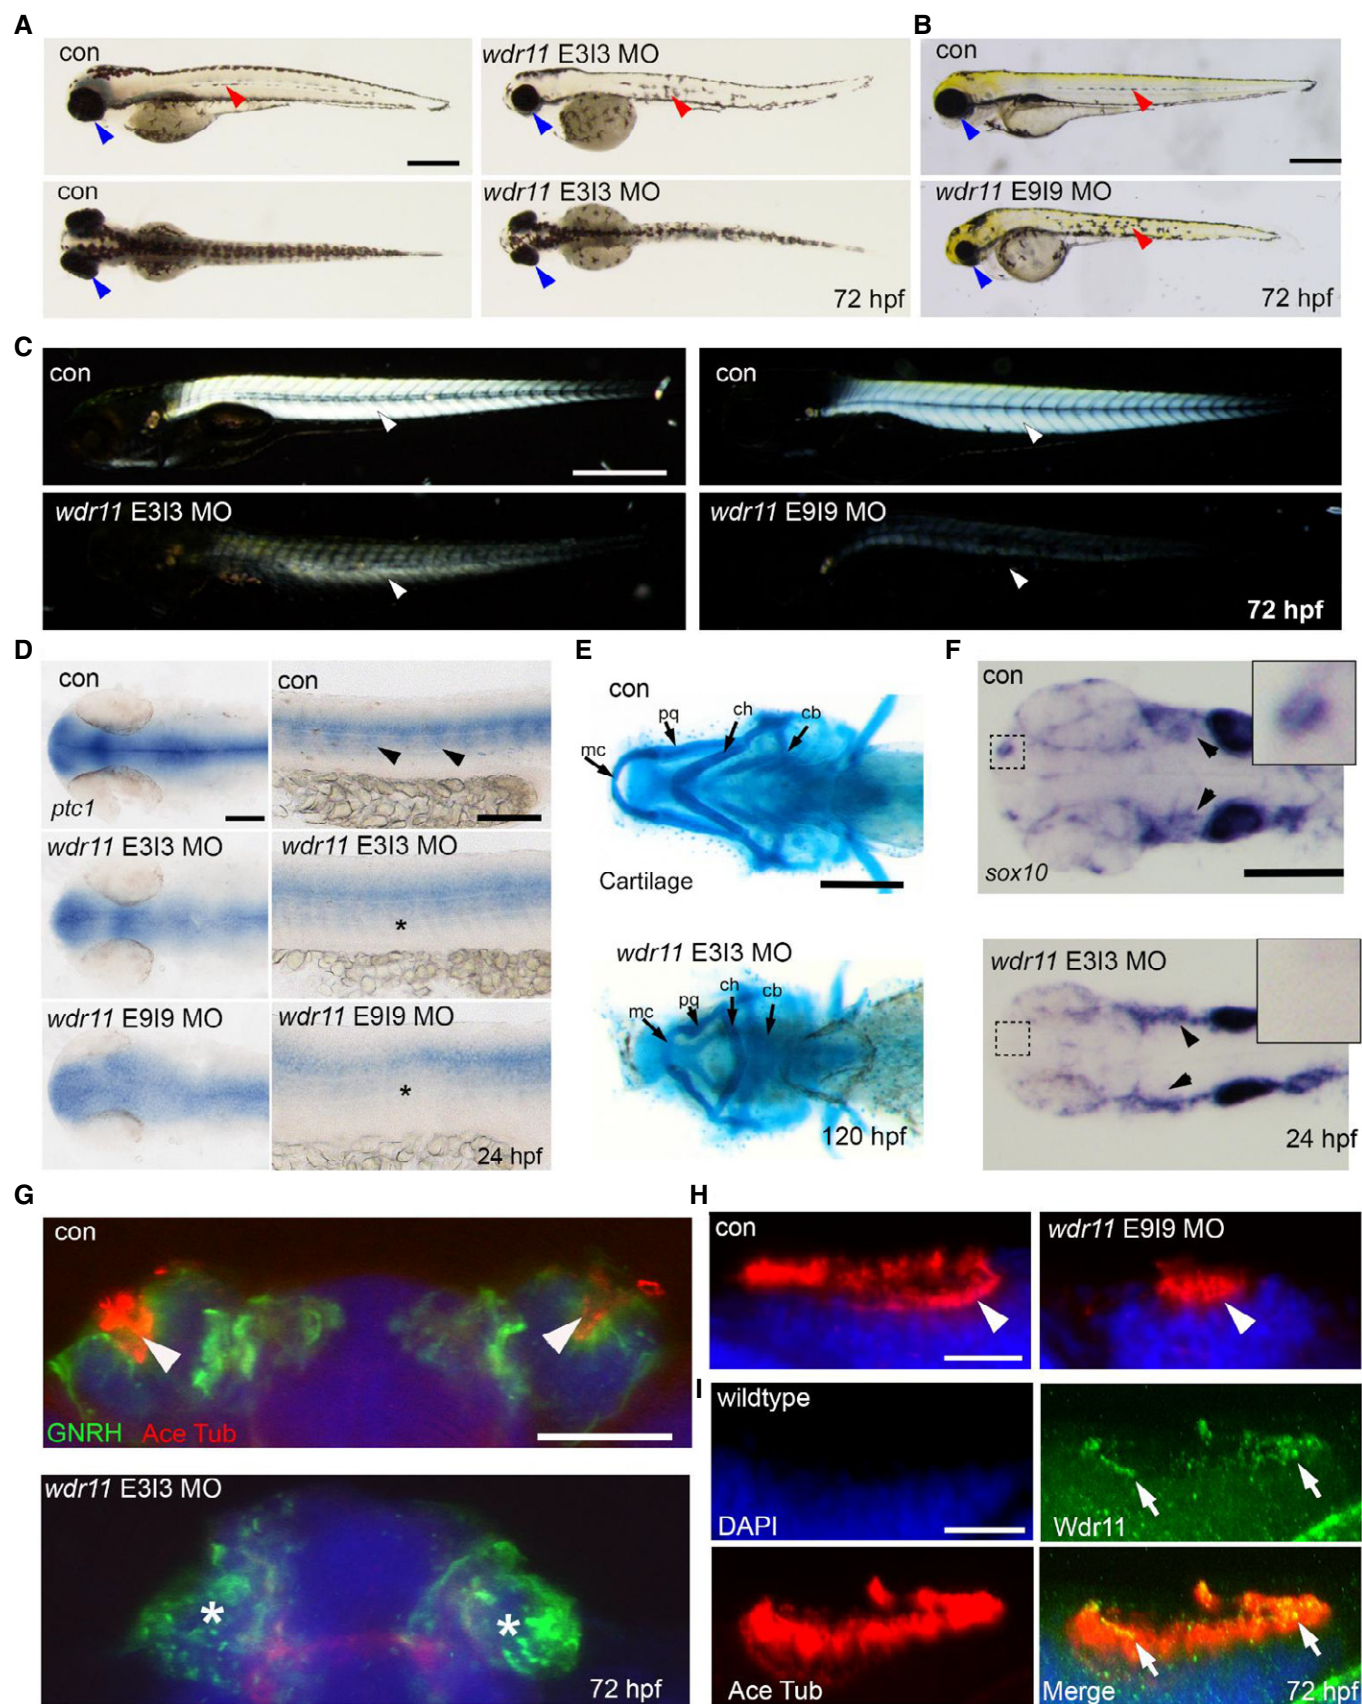 A
B
con
wdr11 E3I3 MO
con
con
wdr11 E3I3 MO
72 hpf
wdr11 E9I9 MO
72 hpf
C
con
con
wdr11 E3I3 MO
wdr11 E9I9 MO
72 hpf
D
E
F
con
ptc1
con
wdr11 E3I3 MO
wdr11 E3I3 MO
*
wdr11 E9I9 MO
wdr11 E9I9 MO
*
24 hpf
con
mc
pq
ch
cb
Cartilage
wdr11 E3I3 MO
mc
pq
ch
cb
120 hpf
con
sox10
wdr11 E3I3 MO
24 hpf
G
con
GNRH Ace Tub
wdr11 E3I3 MO
* *
72 hpf
H
con
wdr11 E9I9 MO
I
wildtype
DAPI
Wdr11
Ace Tub
Merge 72 hpf